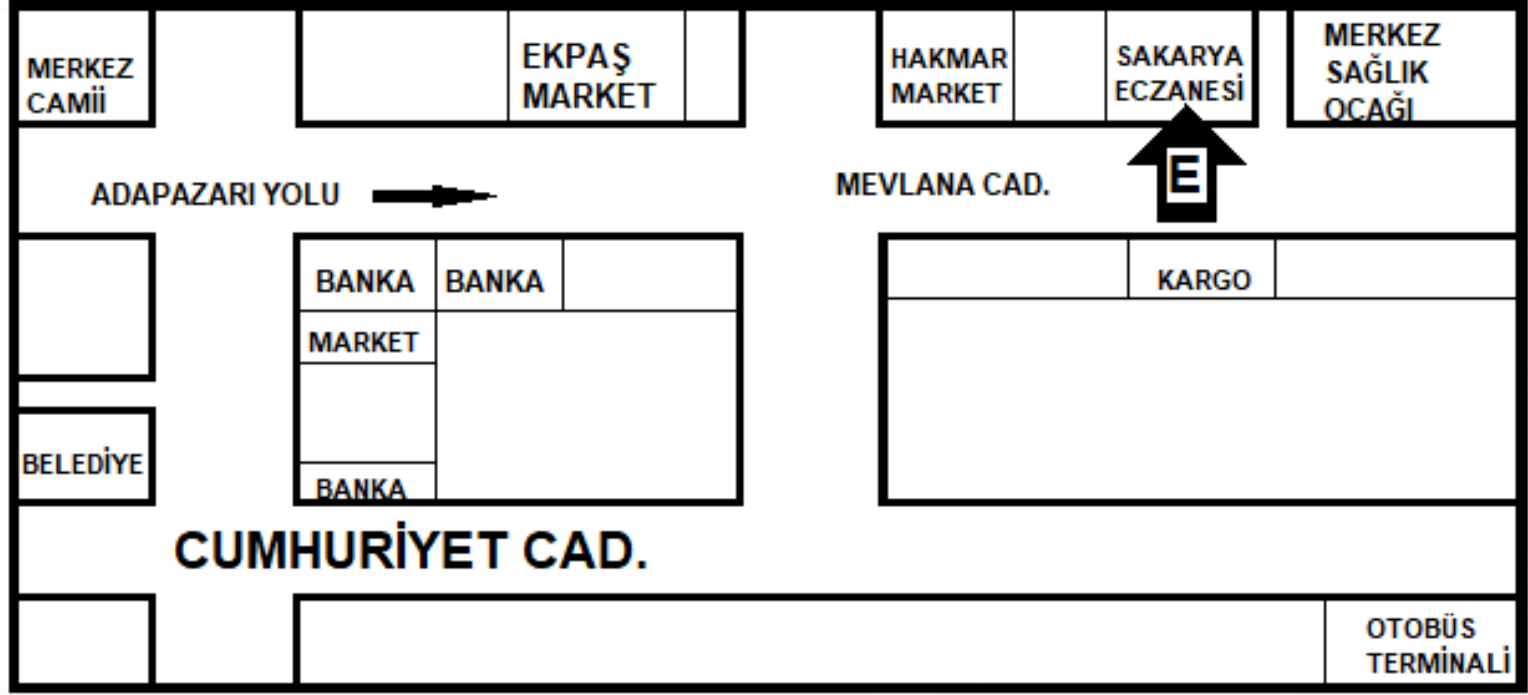 MERKEZ
CAMİİ
EKPAŞ
MARKET
HAKMAR
MARKET
SAKARYA
ECZANESİ
MERKEZ
SAĞLIK
OCAĞI
ADAPAZARI YOLU
MEVLANA CAD.
E
BANKA
BANKA
KARGO
MARKET
BELEDİYE
BANKA
CUMHURİYET CAD.
OTOBÜS
TERMİNALİ